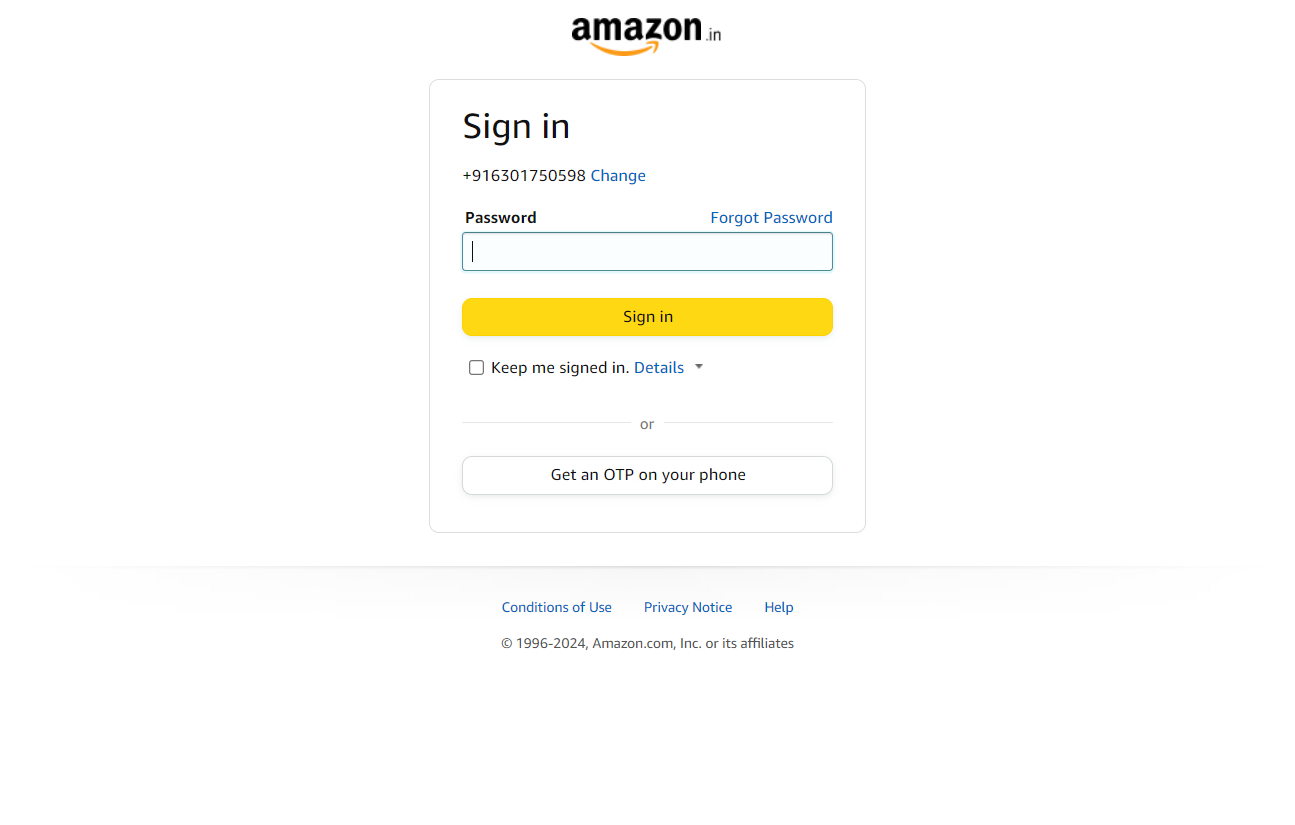 amazon.in
Sign in
+916301750598 Change
Password Forgot Password
Sign in
Keep me signed in. Details
or
Get an OTP on your phone
Conditions of Use Privacy Notice Help
© 1996-2024, Amazon.com, Inc. or its affiliates